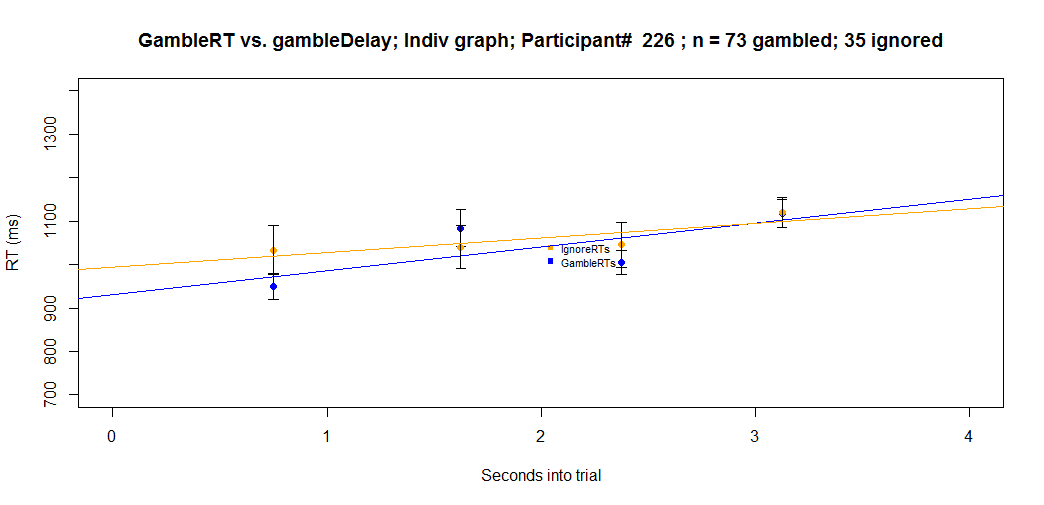 GambleRT vs. gambleDelay; Indiv graph; Participant#  226 ; n = 73 gambled; 35 ignored
RT (ms)
1300
1100
900
800
700
IgnoreRTs
GambleRTs
0 1 2 3 4
Seconds into trial